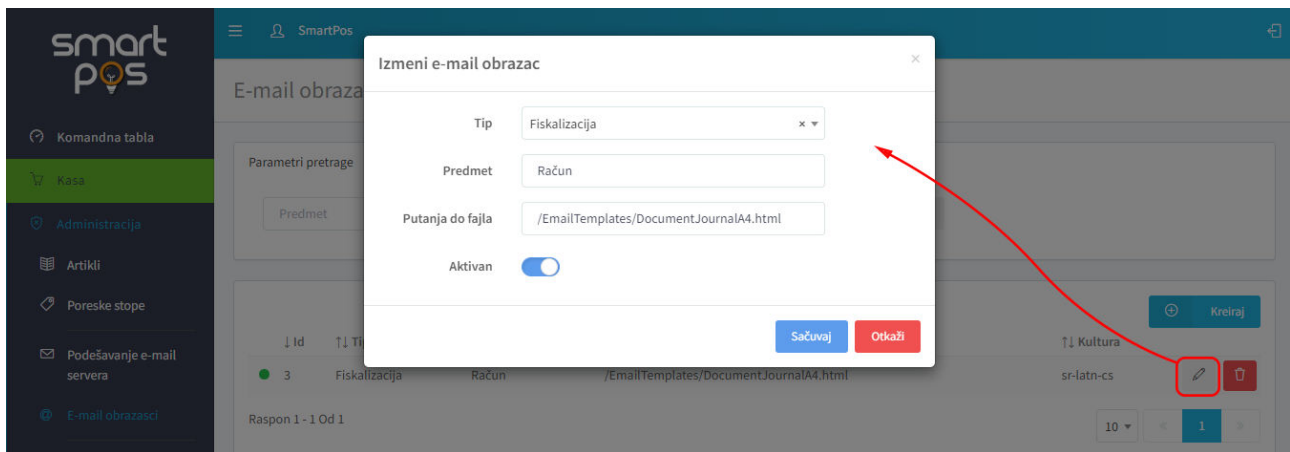 smart
pos
SmartPos
E-mail obraza
Izmeni e-mail obrazac
×
Tip
Fiskalizacija
×
Predmet
Račun
Putanja do fajla
/EmailTemplates/DocumentJournalA4.html
Aktivan
Sačuvaj
Otkaži
Komandna tabla
Kasa
Administracija
Artikli
Poreske stope
Podešavanje e-mail
servera
@ E-mail obrasci
Parametri pretrage
Predmet
Kreiraj
↓ Id
↑↓ Ti
↑↓ Kultura
3 Fiskalizacija Račun /EmailTemplates/DocumentJournalA4.html sr-latn-cs
Raspon 1 - 1 Od 1
10
«
1
»